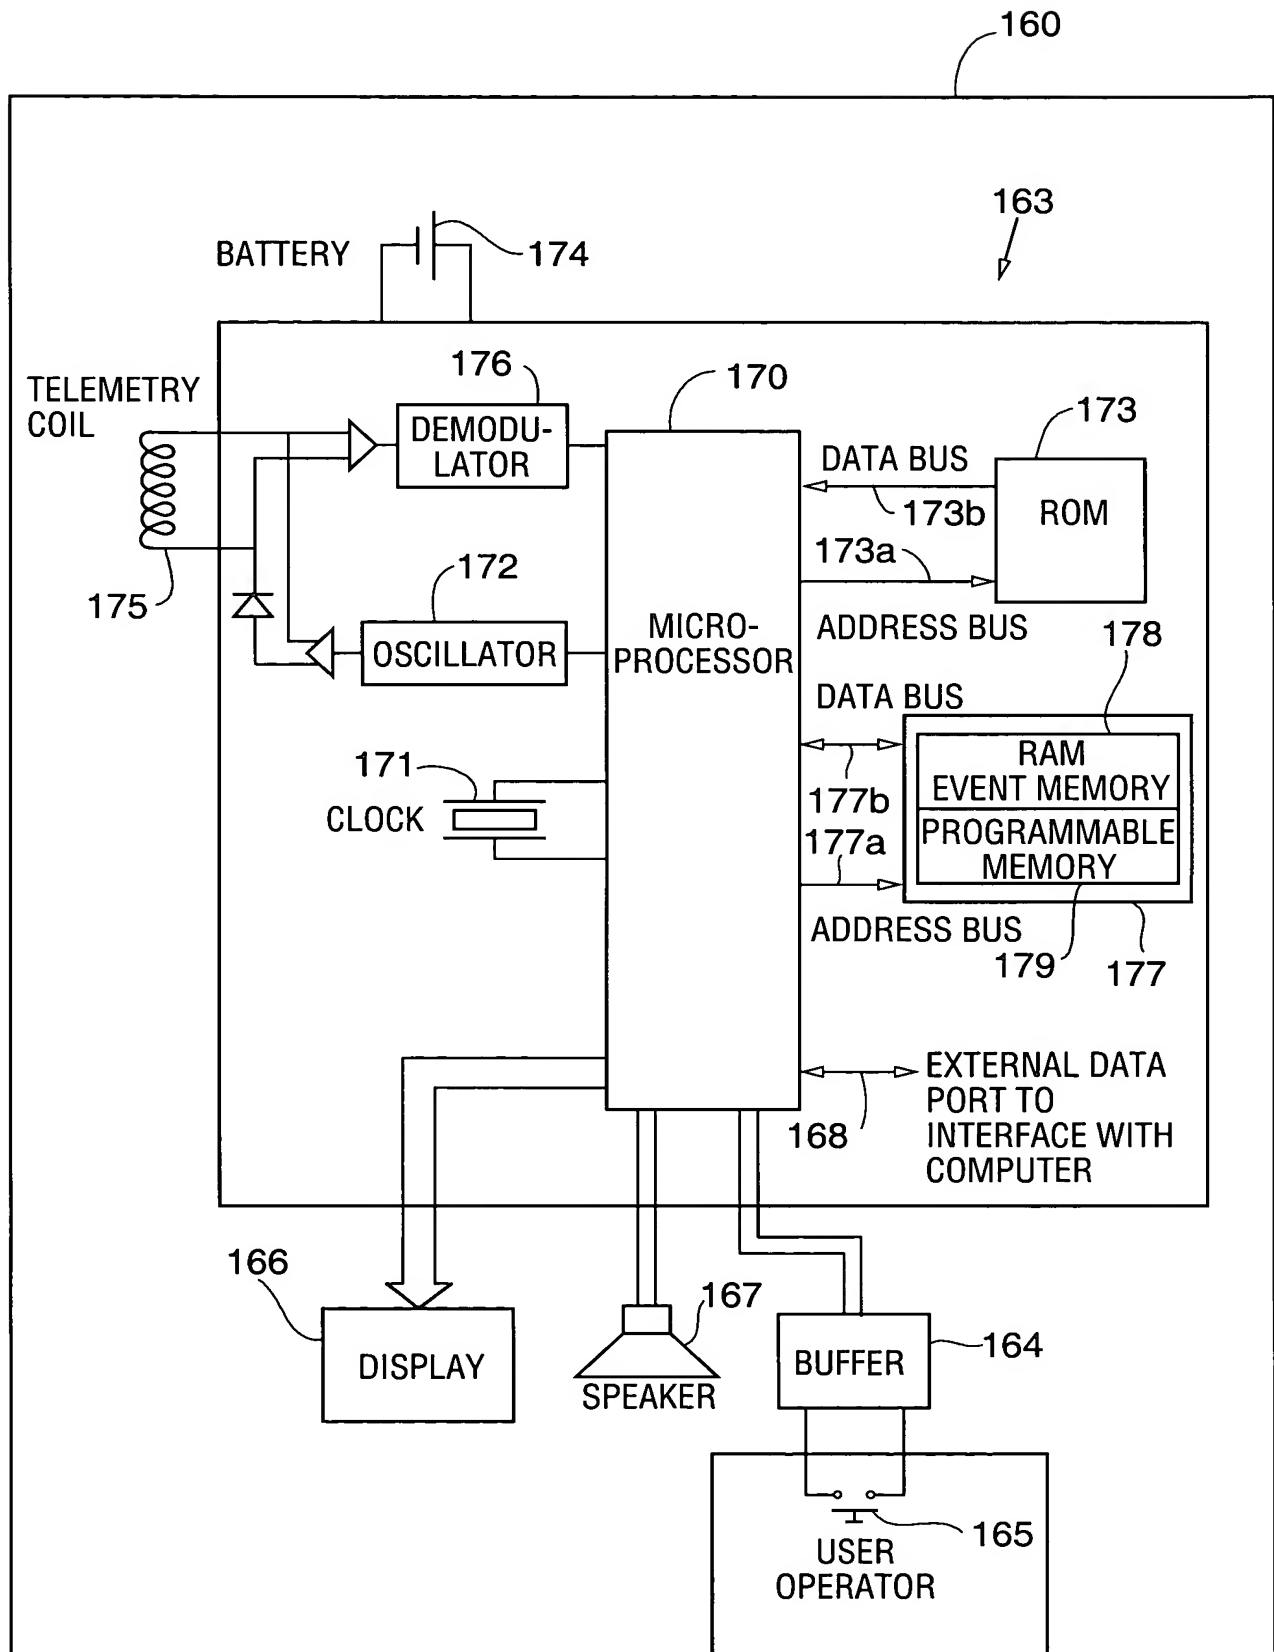 160
163
BATTERY
174
TELEMETRY
COIL
176
170
173
DEMODU-
LATOR
DATA BUS
173b
ROM
173a
175
172
ADDRESS BUS
OSCILLATOR
MICRO-
PROCESSOR
178
DATA BUS
171
CLOCK
177b
RAM
EVENT MEMORY
177a
PROGRAMMABLE
MEMORY
ADDRESS BUS
179
177
168
EXTERNAL DATA
PORT TO
INTERFACE WITH
COMPUTER
166
DISPLAY
167
SPEAKER
164
BUFFER
165
USER
OPERATOR